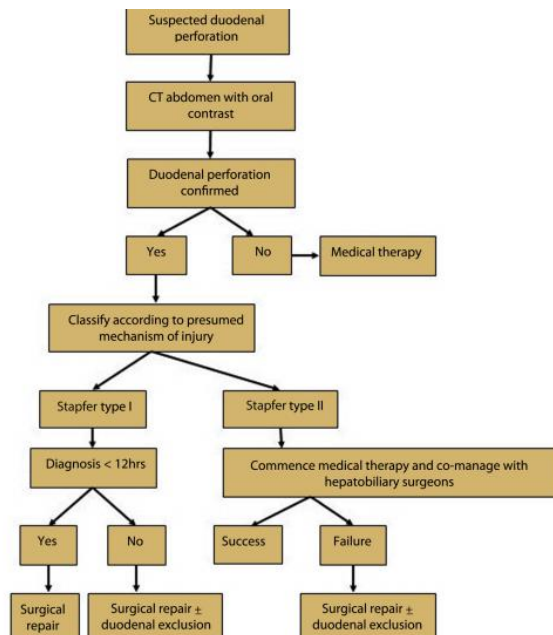 Suspected duodenal
perforation
CT abdomen with oral
contrast
Duodenal perforation
confirmed
Yes
No
Medical therapy
Classify according to presumed
mechanism of injury
Stapfer type I
Stapfer type II
Diagnosis < 12hrs
Commence medical therapy and co-manage with
hepatobiliary surgeons
Yes
No
Success
Failure
Surgical
repair
Surgical repair ±
duodenal exclusion
Surgical repair ±
duodenal exclusion